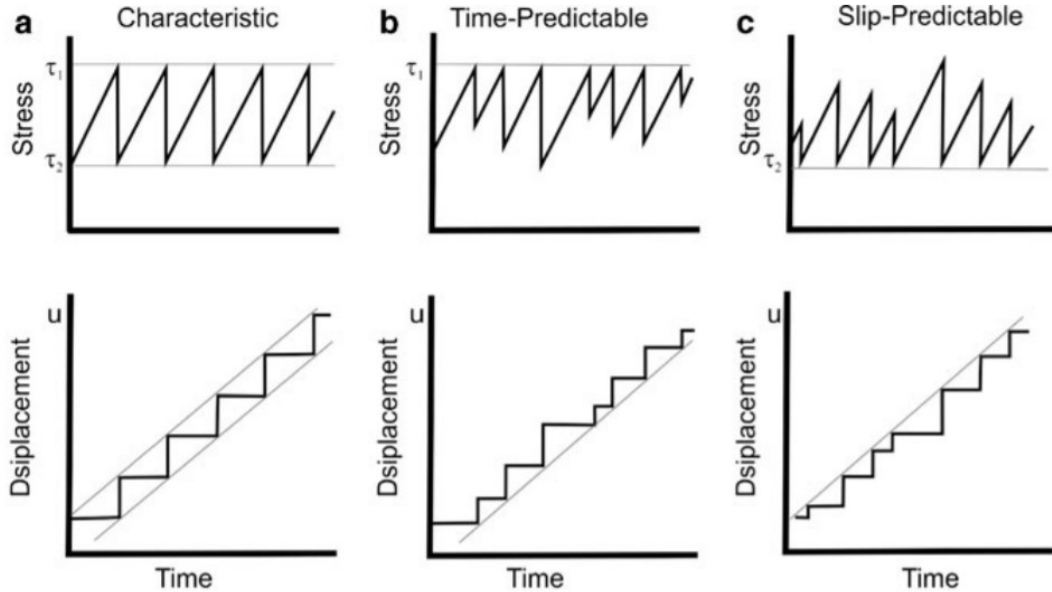 a Characteristic
b Time-Predictable
c Slip-Predictable
τ₁
Stress
τ₂
τ₁
Stress
Stress
τ₂
u
Dsiplacement
Time
u
Dsiplacement
Time
u
Dsiplacement
Time